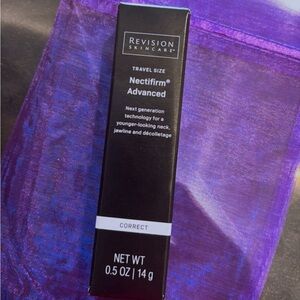 REVISION
SKINCARE®
TRAVEL SIZE
Nectifirm®
Advanced
Next generation
technology for a
younger-looking neck,
jawline and décolletage
CORRECT
NET WT
0.5 OZ | 14 g